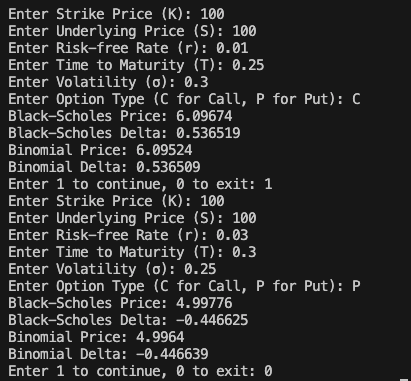 Enter Strike Price (K): 100
Enter Underlying Price (S): 100
Enter Risk-free Rate (r): 0.01
Enter Time to Maturity (T): 0.25
Enter Volatility (σ): 0.3
Enter Option Type (C for Call, P for Put): C
Black-Scholes Price: 6.09674
Black-Scholes Delta: 0.536519
Binomial Price: 6.09524
Binomial Delta: 0.536509
Enter 1 to continue, 0 to exit: 1
Enter Strike Price (K): 100
Enter Underlying Price (S): 100
Enter Risk-free Rate (r): 0.03
Enter Time to Maturity (T): 0.3
Enter Volatility (σ): 0.25
Enter Option Type (C for Call, P for Put): P
Black-Scholes Price: 4.99776
Black-Scholes Delta: -0.446625
Binomial Price: 4.9964
Binomial Delta: -0.446639
Enter 1 to continue, 0 to exit: 0